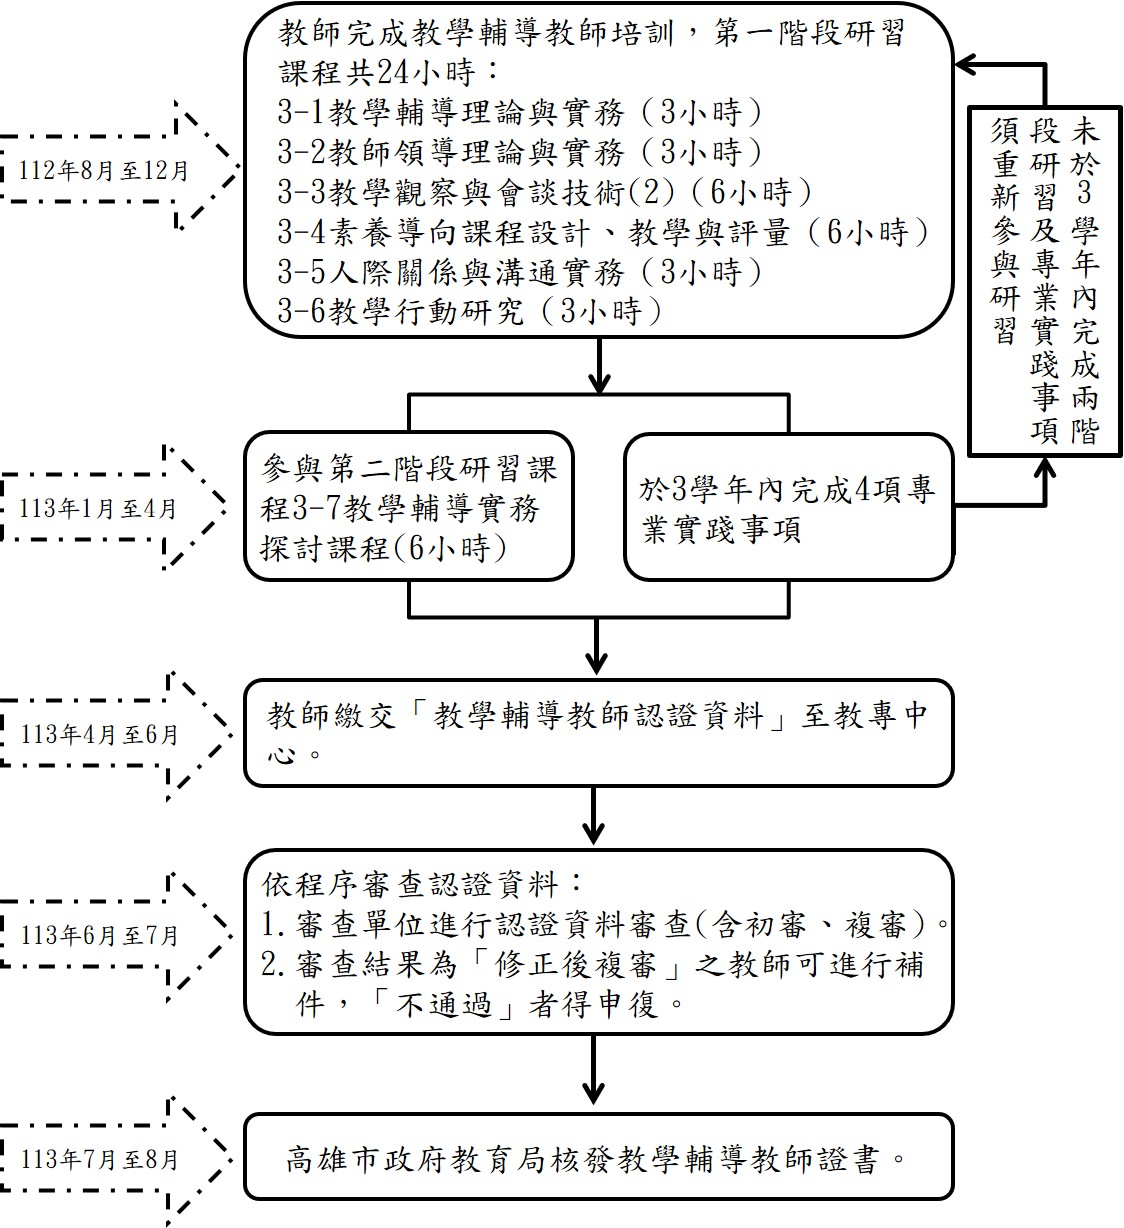 教師完成教學輔導教師培訓，第一階段研習
課程共24小時：
3-1教學輔導理論與實務（3小時）
3-2教師領導理論與實務（3小時）
3-3教學觀察與會談技術(2)（6小時）
3-4素養導向課程設計、教學與評量（6小時）
3-5人際關係與溝通實務（3小時）
3-6教學行動研究（3小時）
112年8月至12月
未於3學年內完成兩階
段研習及專業實踐事項
須重新參與研習
113年1月至4月
參與第二階段研習課
程3-7教學輔導實務
探討課程(6小時)
於3學年內完成4項專
業實踐事項
113年4月至6月
教師繳交「教學輔導教師認證資料」至教專中
心。
113年6月至7月
依程序審查認證資料：
1.審查單位進行認證資料審查(含初審、複審)。
2.審查結果為「修正後複審」之教師可進行補
件，「不通過」者得申復。
113年7月至8月
高雄市政府教育局核發教學輔導教師證書。